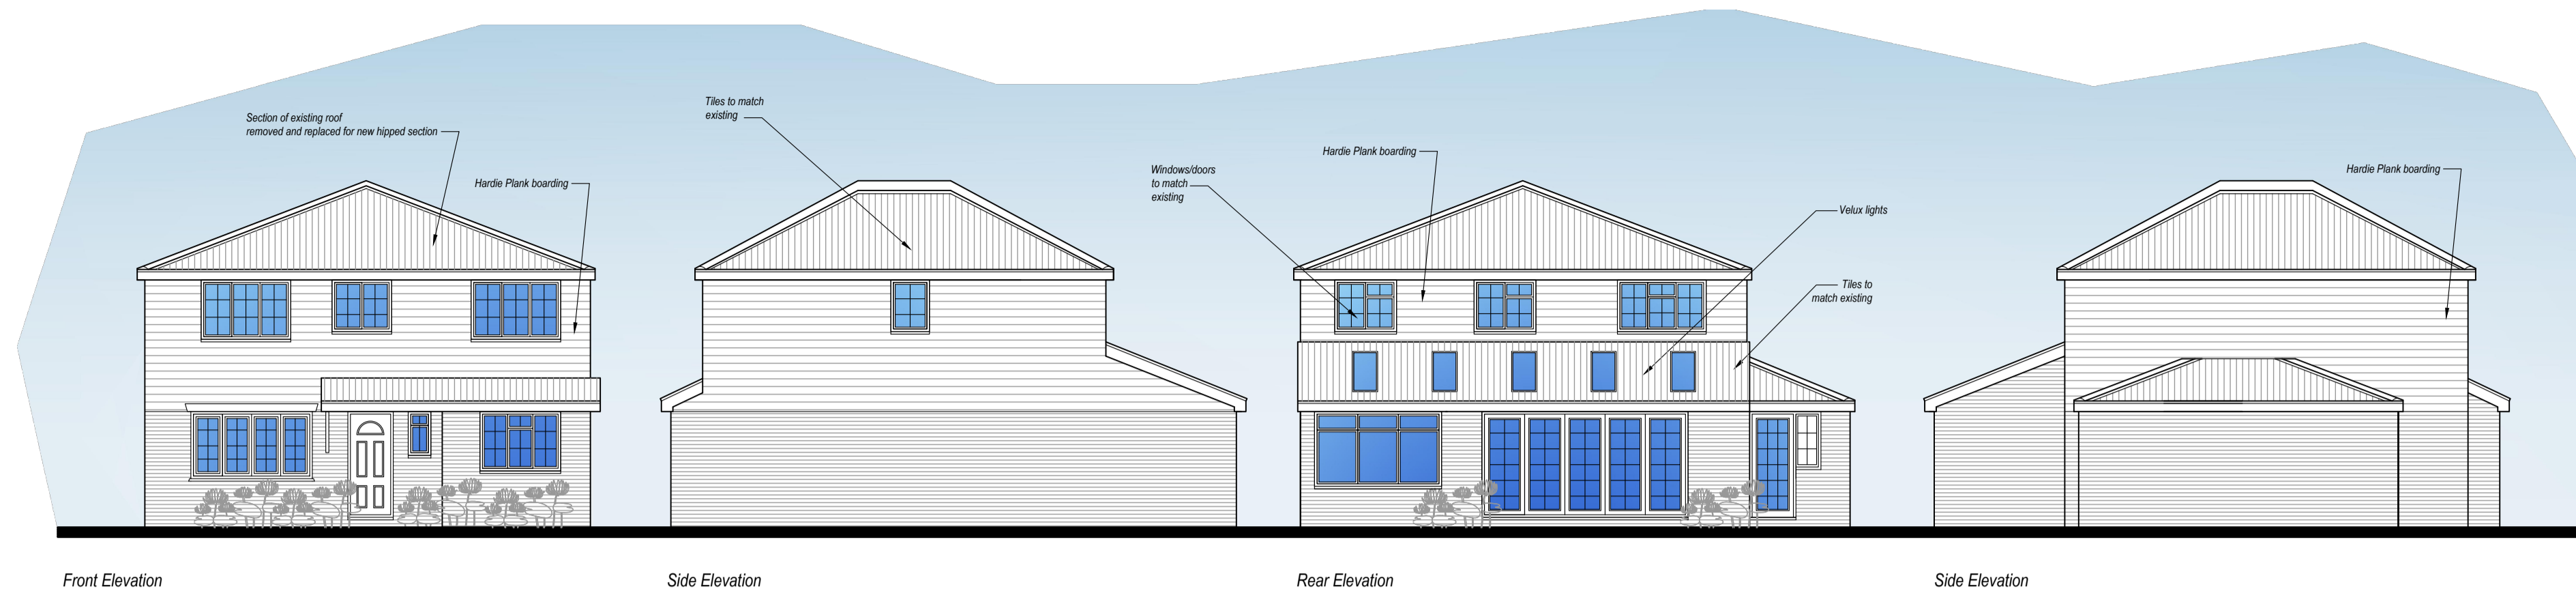 Section of existing roof
removed and replaced for new hipped section
Hardie Plank boarding
Tiles to match
existing
Windows/doors
to match
existing
Hardie Plank boarding
Velux lights
Tiles to
match existing
Hardie Plank boarding
Front Elevation
Side Elevation
Rear Elevation
Side Elevation